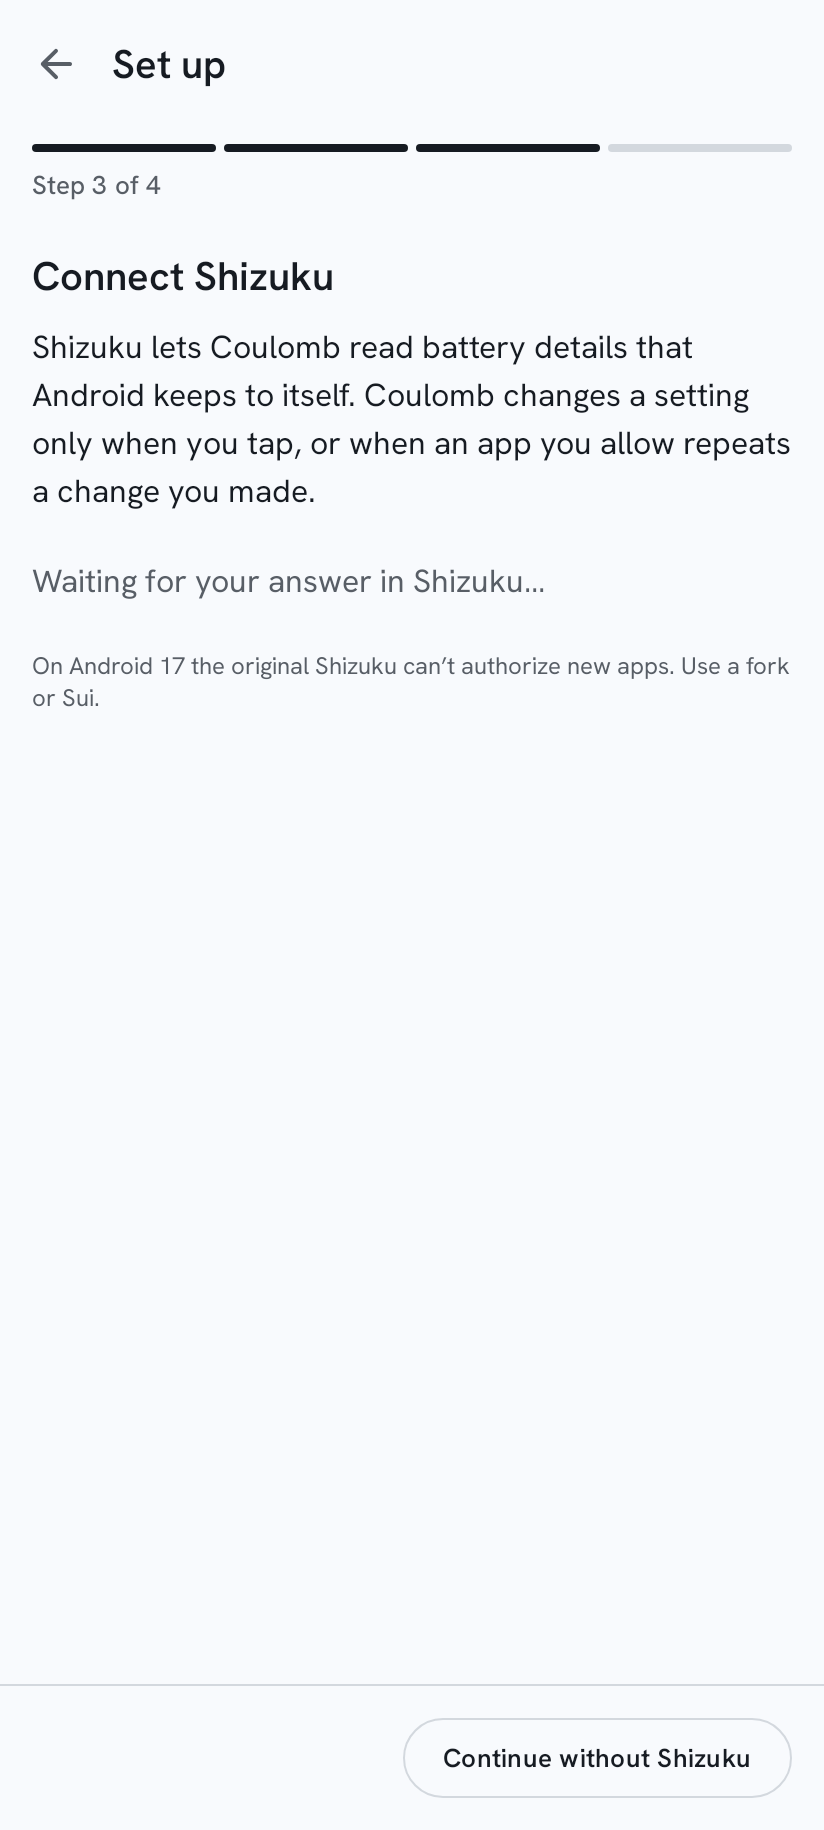 Set up
Step 3 of 4
Connect Shizuku
Shizuku lets Coulomb read battery details that
Android keeps to itself. Coulomb changes a setting
only when you tap, or when an app you allow repeats
a change you made.
Waiting for your answer in Shizuku…
On Android 17 the original Shizuku can’t authorize new apps. Use a fork
or Sui.
Continue without Shizuku